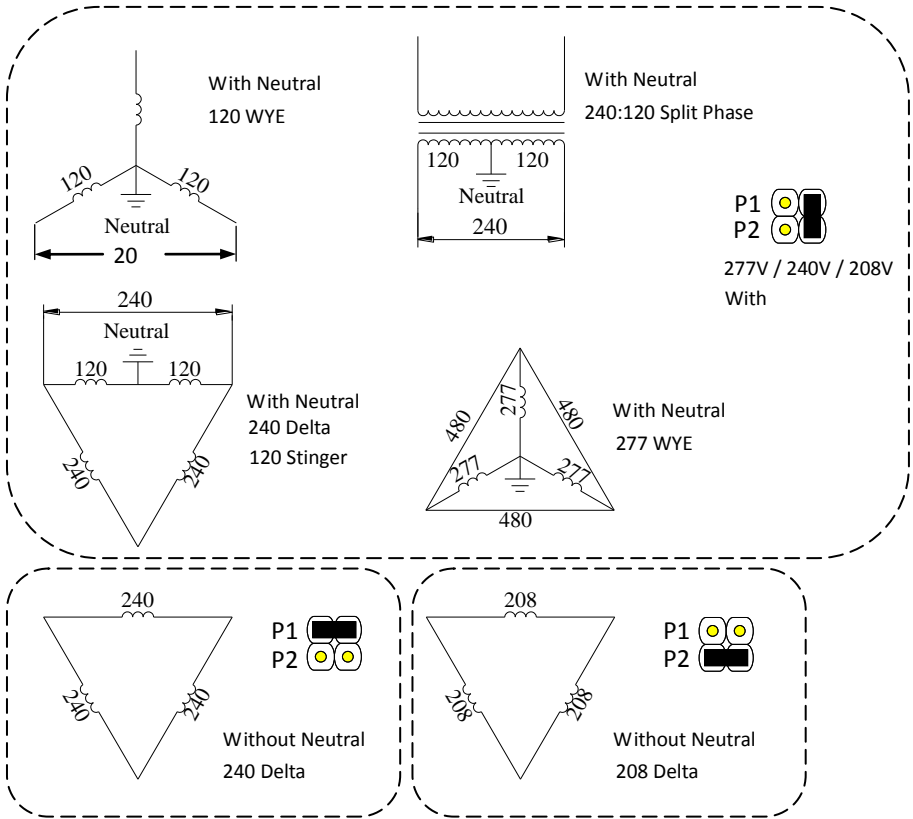 With Neutral
120 WYE
120
120
Neutral
20
With Neutral
240:120 Split Phase
120
120
Neutral
240
P1
P2
277V / 240V / 208V
With
240
Neutral
120
120
240
240
With Neutral
240 Delta
120 Stinger
277
480
480
277
277
480
With Neutral
277 WYE
240
240
240
P1
P2
Without Neutral
240 Delta
208
208
208
P1
P2
Without Neutral
208 Delta